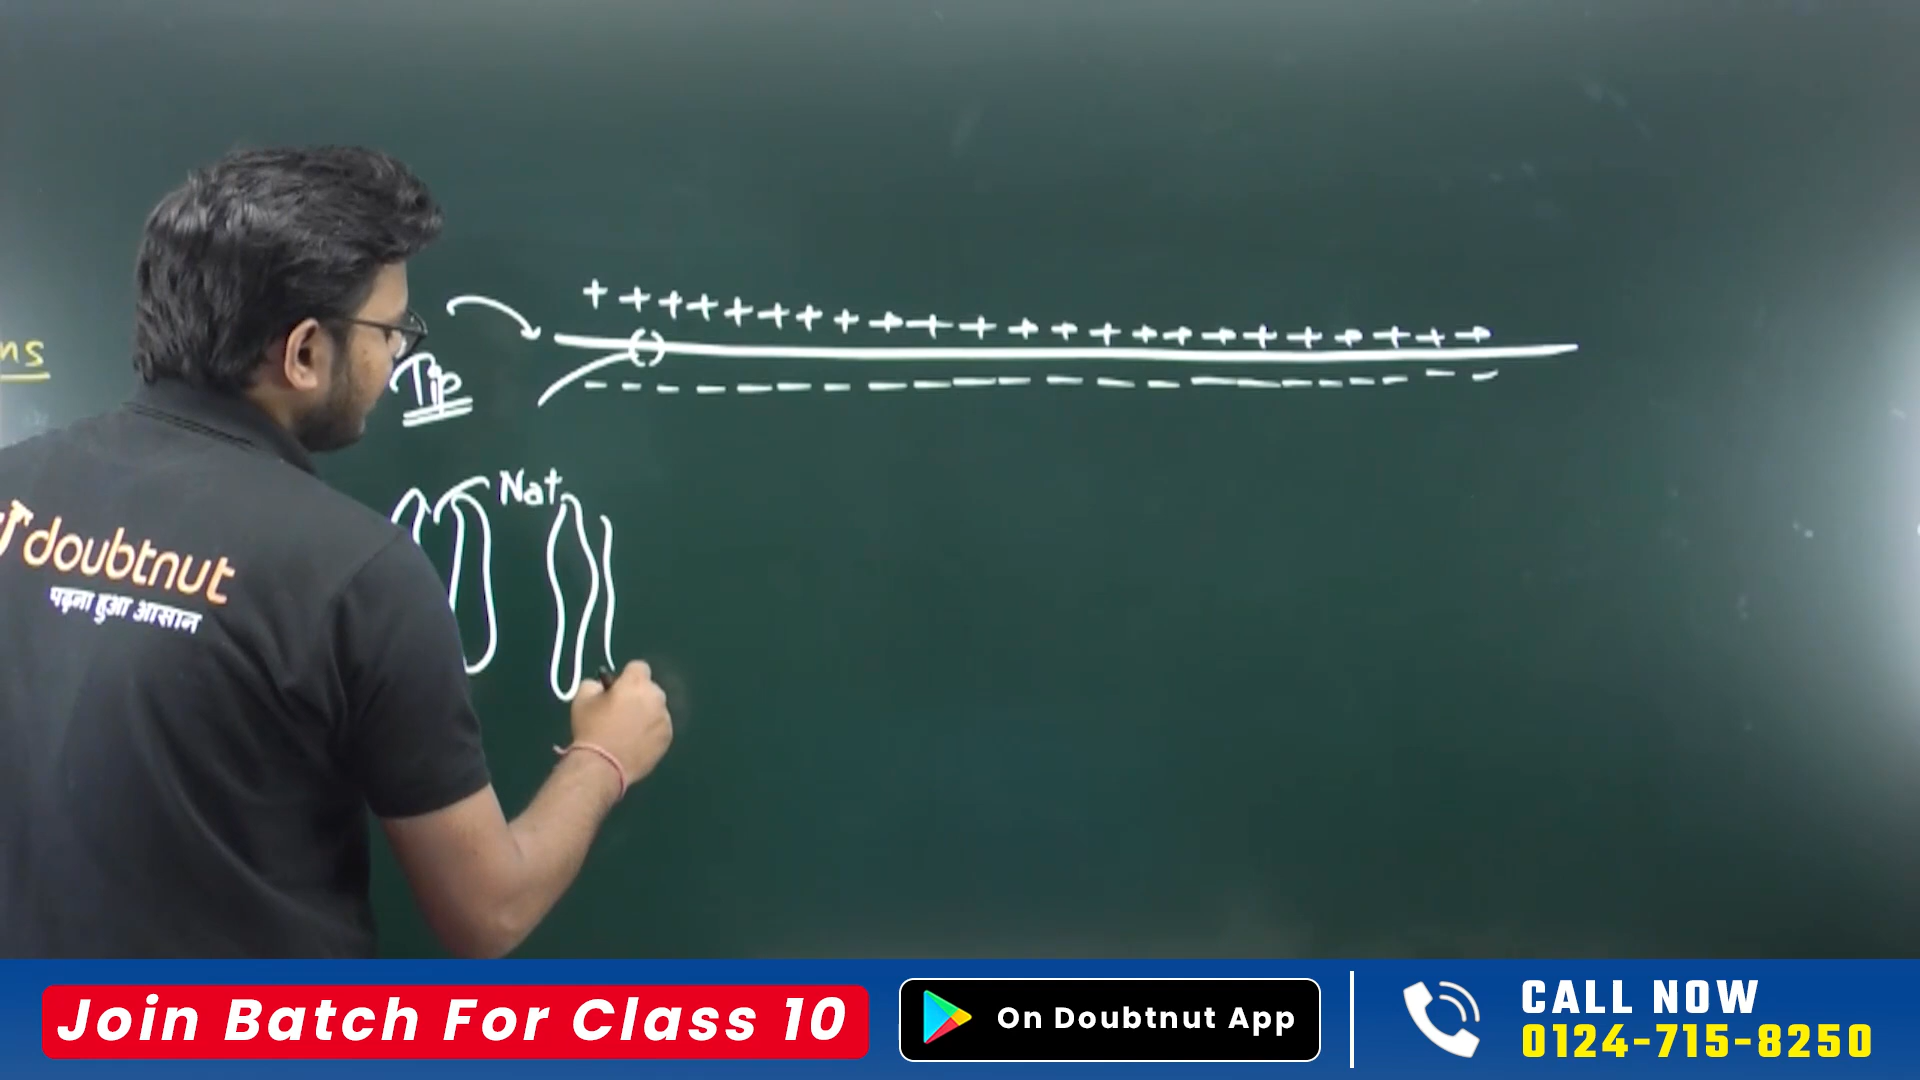 + + + + + + + + + + + + + + + + + + + + + + +
Tip
- - - - - - - - - - - - - - - - - - - - -
ns
Na+
doubtnut
पढ़ना हुआ आसान
Join Batch For Class 10
On Doubtnut App
CALL NOW
0124-715-8250